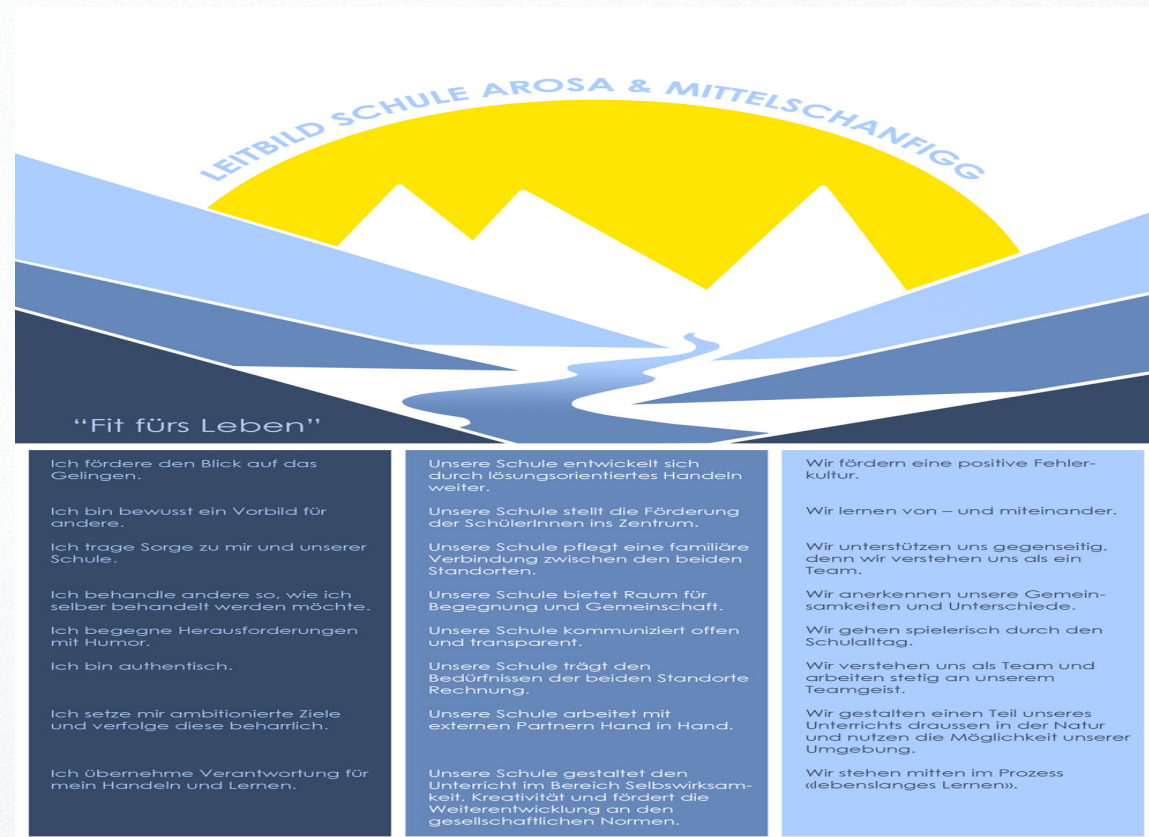 LEITBILD SCHULE AROSA & MITTELSCHANFIGG
“Fit fürs Leben”
Ich fördere den Blick auf das
Gelingen.
Ich bin bewusst ein Vorbild für
andere.
Ich trage Sorge zu mir und unserer
Schule.
Ich behandle andere so, wie ich
selber behandelt werden möchte.
Ich begegne Herausforderungen
mit Humor.
Ich bin authentisch.
Ich setze mir ambitionierte Ziele
und verfolge diese beharrlich.
Ich übernehme Verantwortung für
mein Handeln und Lernen.
Unsere Schule entwickelt sich
durch lösungsorientiertes Handeln
weiter.
Unsere Schule stellt die Förderung
der SchülerInnen ins Zentrum.
Unsere Schule pflegt eine familiäre
Verbindung zwischen den beiden
Standorten.
Unsere Schule bietet Raum für
Begegnung und Gemeinschaft.
Unsere Schule kommuniziert offen
und transparent.
Unsere Schule trägt den
Bedürfnissen der beiden Standorte
Rechnung.
Unsere Schule arbeitet mit
externen Partnern Hand in Hand.
Unsere Schule gestaltet den
Unterricht im Bereich Selbswirksam-
keit, Kreativität und fördert die
Weiterentwicklung an den
gesellschaftlichen Normen.
Wir fördern eine positive Fehler-
kultur.
Wir lernen von – und miteinander.
Wir unterstützen uns gegenseitig,
denn wir verstehen uns als ein
Team.
Wir anerkennen unsere Gemein-
samkeiten und Unterschiede.
Wir gehen spielerisch durch den
Schulalltag.
Wir verstehen uns als Team und
arbeiten stetig an unserem
Teamgeist.
Wir gestalten einen Teil unseres
Unterrichts draussen in der Natur
und nutzen die Möglichkeit unserer
Umgebung.
Wir stehen mitten im Prozess
«lebenslanges Lernen».